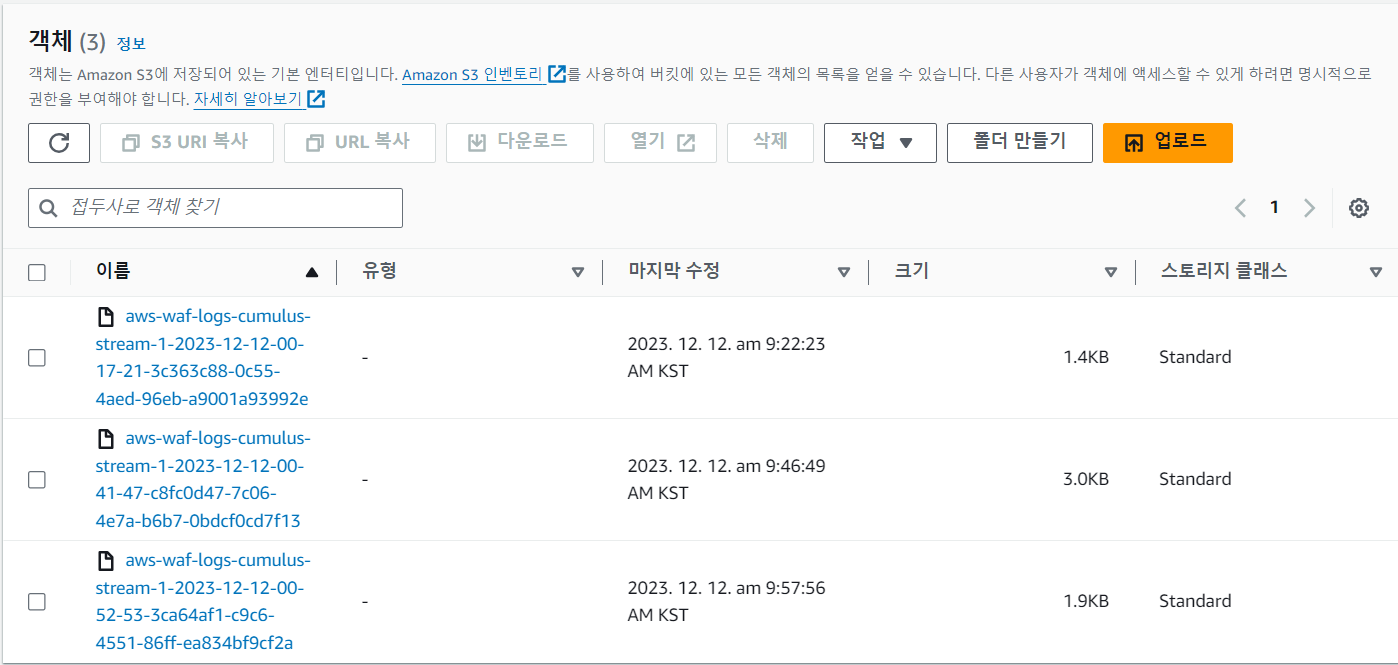 객체 (3) 정보
객체는 Amazon S3에 저장되어 있는 기본 엔터티입니다. Amazon S3 인벤토리를 사용하여 버킷에 있는 모든 객체의 목록을 얻을 수 있습니다. 다른 사용자가 객체에 액세스할 수 있게 하려면 명시적으로
권한을 부여해야 합니다. 자세히 알아보기
S3 URI 복사 URL 복사 다운로드 열기 삭제 작업 폴더 만들기 업로드
접두사로 객체 찾기 1
이름 유형 마지막 수정 크기 스토리지 클래스
aws-waf-logs-cumulus-
stream-1-2023-12-12-00-
17-21-3c363c88-0c55-
4aed-96eb-a9001a93992e
-
2023. 12. 12. am 9:22:23
AM KST
1.4KB
Standard
aws-waf-logs-cumulus-
stream-1-2023-12-12-00-
41-47-c8fc0d47-7c06-
4e7a-b6b7-0bdcf0cd7f13
-
2023. 12. 12. am 9:46:49
AM KST
3.0KB
Standard
aws-waf-logs-cumulus-
stream-1-2023-12-12-00-
52-53-3ca64af1-c9c6-
4551-86ff-ea834bf9cf2a
-
2023. 12. 12. am 9:57:56
AM KST
1.9KB
Standard